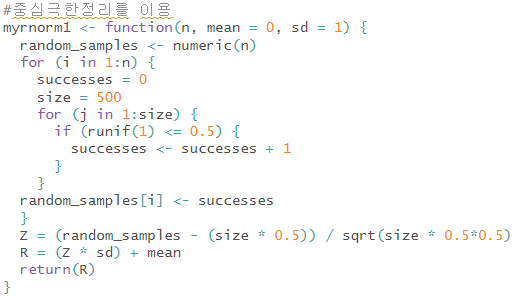 #중심극한정리를 이용
myrnorm1 <- function(n, mean = 0, sd = 1) {
  random_samples <- numeric(n)
  for (i in 1:n) {
    successes = 0
    size = 500
    for (j in 1:size) {
      if (runif(1) <= 0.5) {
        successes <- successes + 1
      }
    }
  random_samples[i] <- successes
  }
  Z = (random_samples - (size * 0.5)) / sqrt(size * 0.5*0.5)
  R = (Z * sd) + mean
  return(R)
}